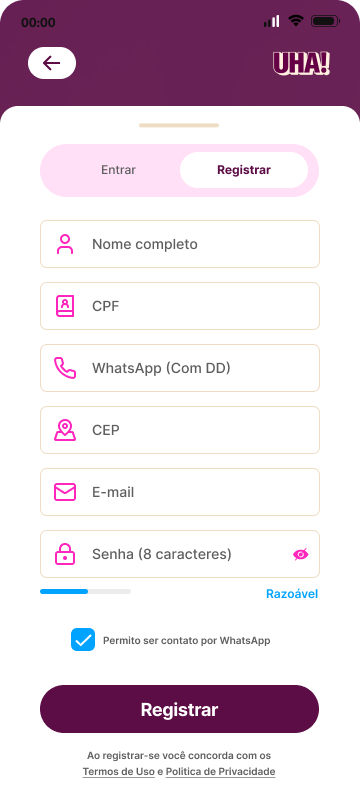 00:00
UHA!
Entrar
Registrar
Nome completo
CPF
WhatsApp (Com DD)
CEP
E-mail
Senha (8 caracteres)
Razoável
Permito ser contato por WhatsApp
Registrar
Ao registrar-se você concorda com os
Termos de Uso e Politica de Privacidade